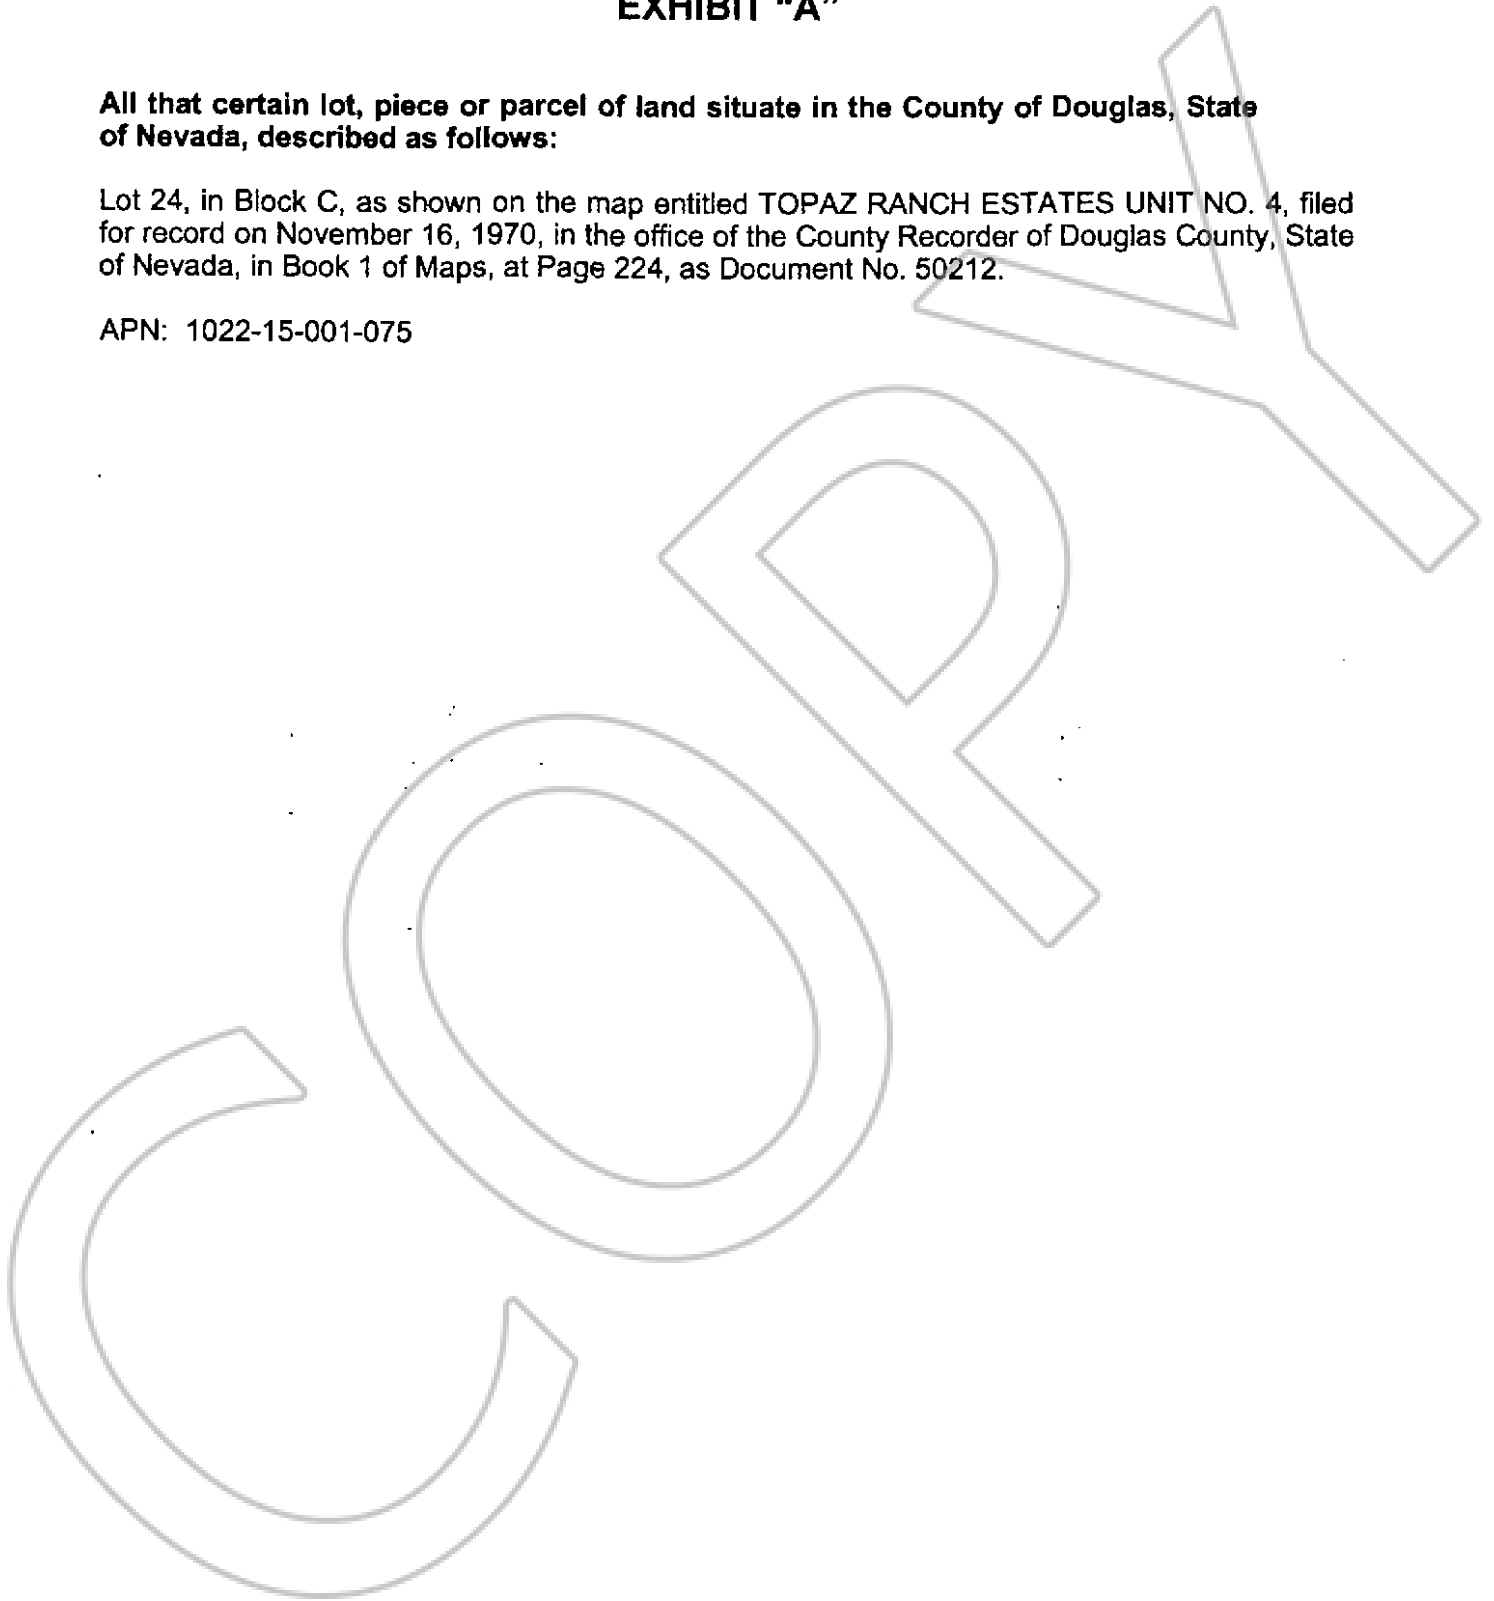 EXHIBIT "A"
All that certain lot, piece or parcel of land situate in the County of Douglas, State
of Nevada, described as follows:
Lot 24, in Block C, as shown on the map entitled TOPAZ RANCH ESTATES UNIT NO. 4, filed
for record on November 16, 1970, in the office of the County Recorder of Douglas County, State
of Nevada, in Book 1 of Maps, at Page 224, as Document No. 50212.
APN: 1022-15-001-075
COPY